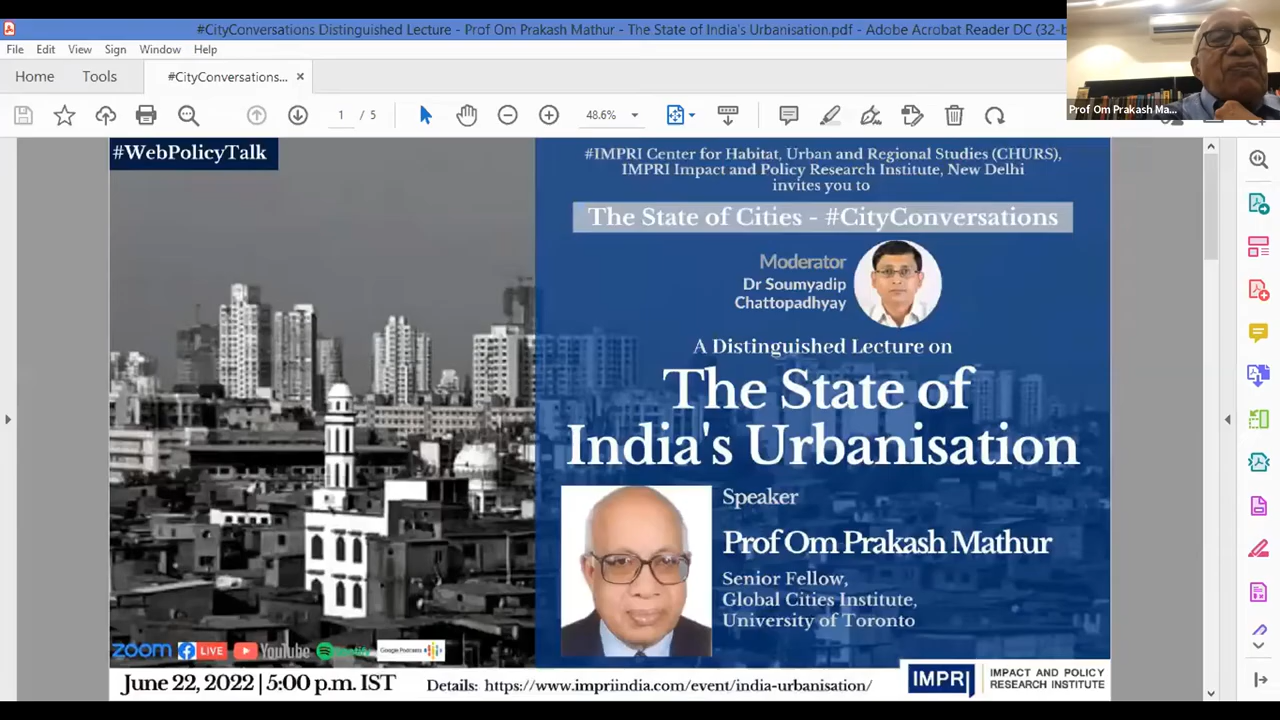 #CityConversations Distinguished Lecture - Prof Om Prakash Mathur - The State of India's Urbanisation.pdf - Adobe Acrobat Reader DC (32-b
File Edit View Sign Window Help
Home Tools #CityConversations... ×
1 / 5 48.6%
Prof Om Prakash Ma...
#WebPolicyTalk
#IMPRI Center for Habitat, Urban and Regional Studies (CHURS),
IMPRI Impact and Policy Research Institute, New Delhi
invites you to
The State of Cities - #CityConversations
Moderator
Dr Soumyadip
Chattopadhyay
A Distinguished Lecture on
The State of
India's Urbanisation
Speaker
Prof Om Prakash Mathur
Senior Fellow,
Global Cities Institute,
University of Toronto
zoom LIVE YouTube Spotify Google Podcasts
June 22, 2022 | 5:00 p.m. IST
Details: https://www.impriindia.com/event/india-urbanisation/
IMPRI
IMPACT AND POLICY
RESEARCH INSTITUTE